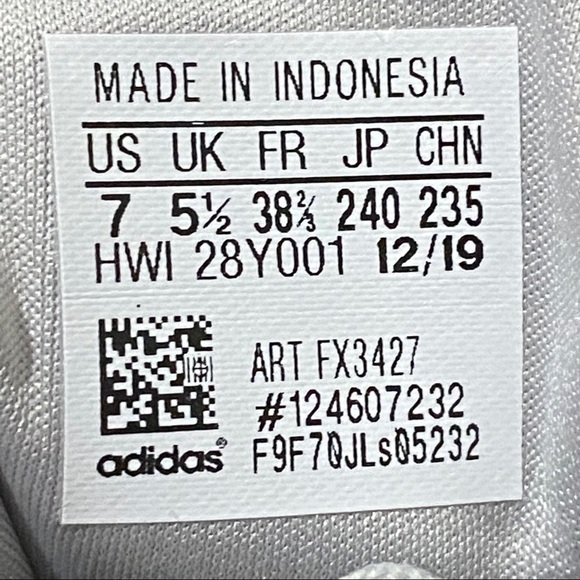 MADE IN INDONESIA
US UK FR JP CHN
7 5½ 38⅔ 240 235
HWI 28Y001 12/19
ART FX3427
#124607232
adidas® F9F70JLs05232